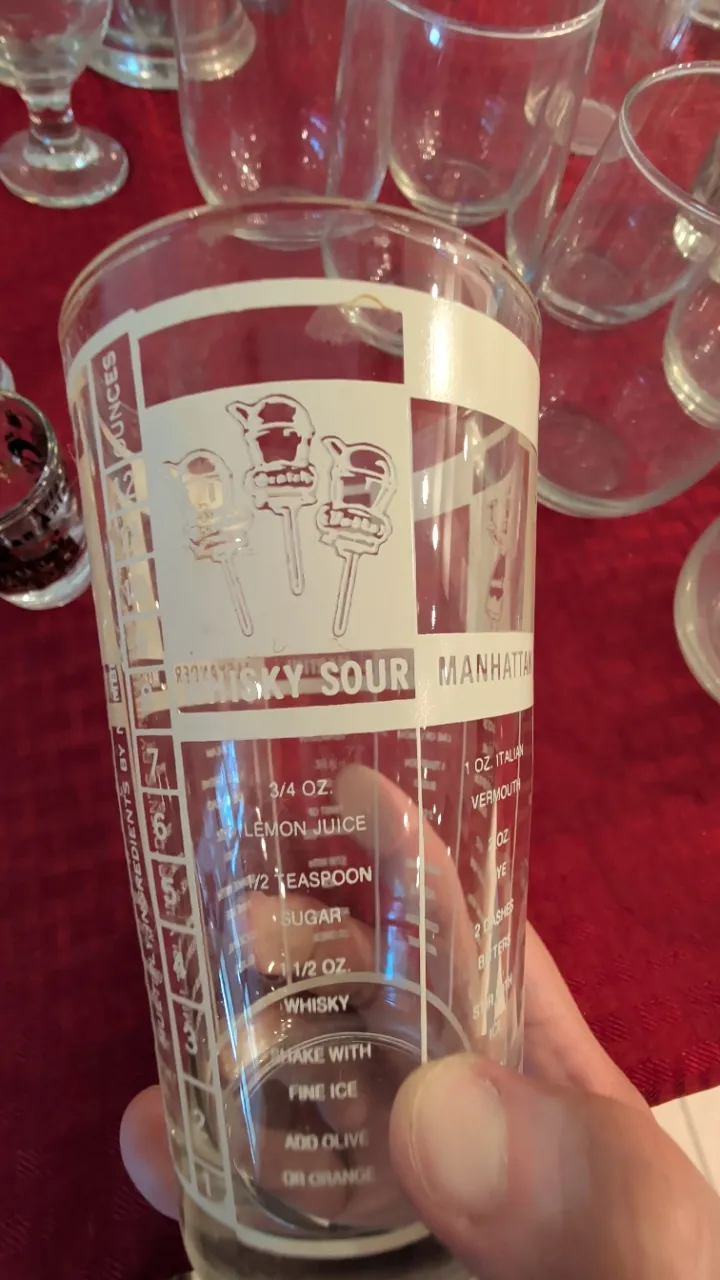 OUNCES
WHISKY SOUR
3/4 OZ.
LEMON JUICE
1/2 TEASPOON
SUGAR
1 1/2 OZ.
WHISKY
SHAKE WITH
FINE ICE
ADD OLIVE
OR ORANGE
MANHATTAN
1 OZ. ITALIAN
VERMOUTH
OZ.
RYE
2 DASHES
BITTERS
7
6
5
4
3
2
1